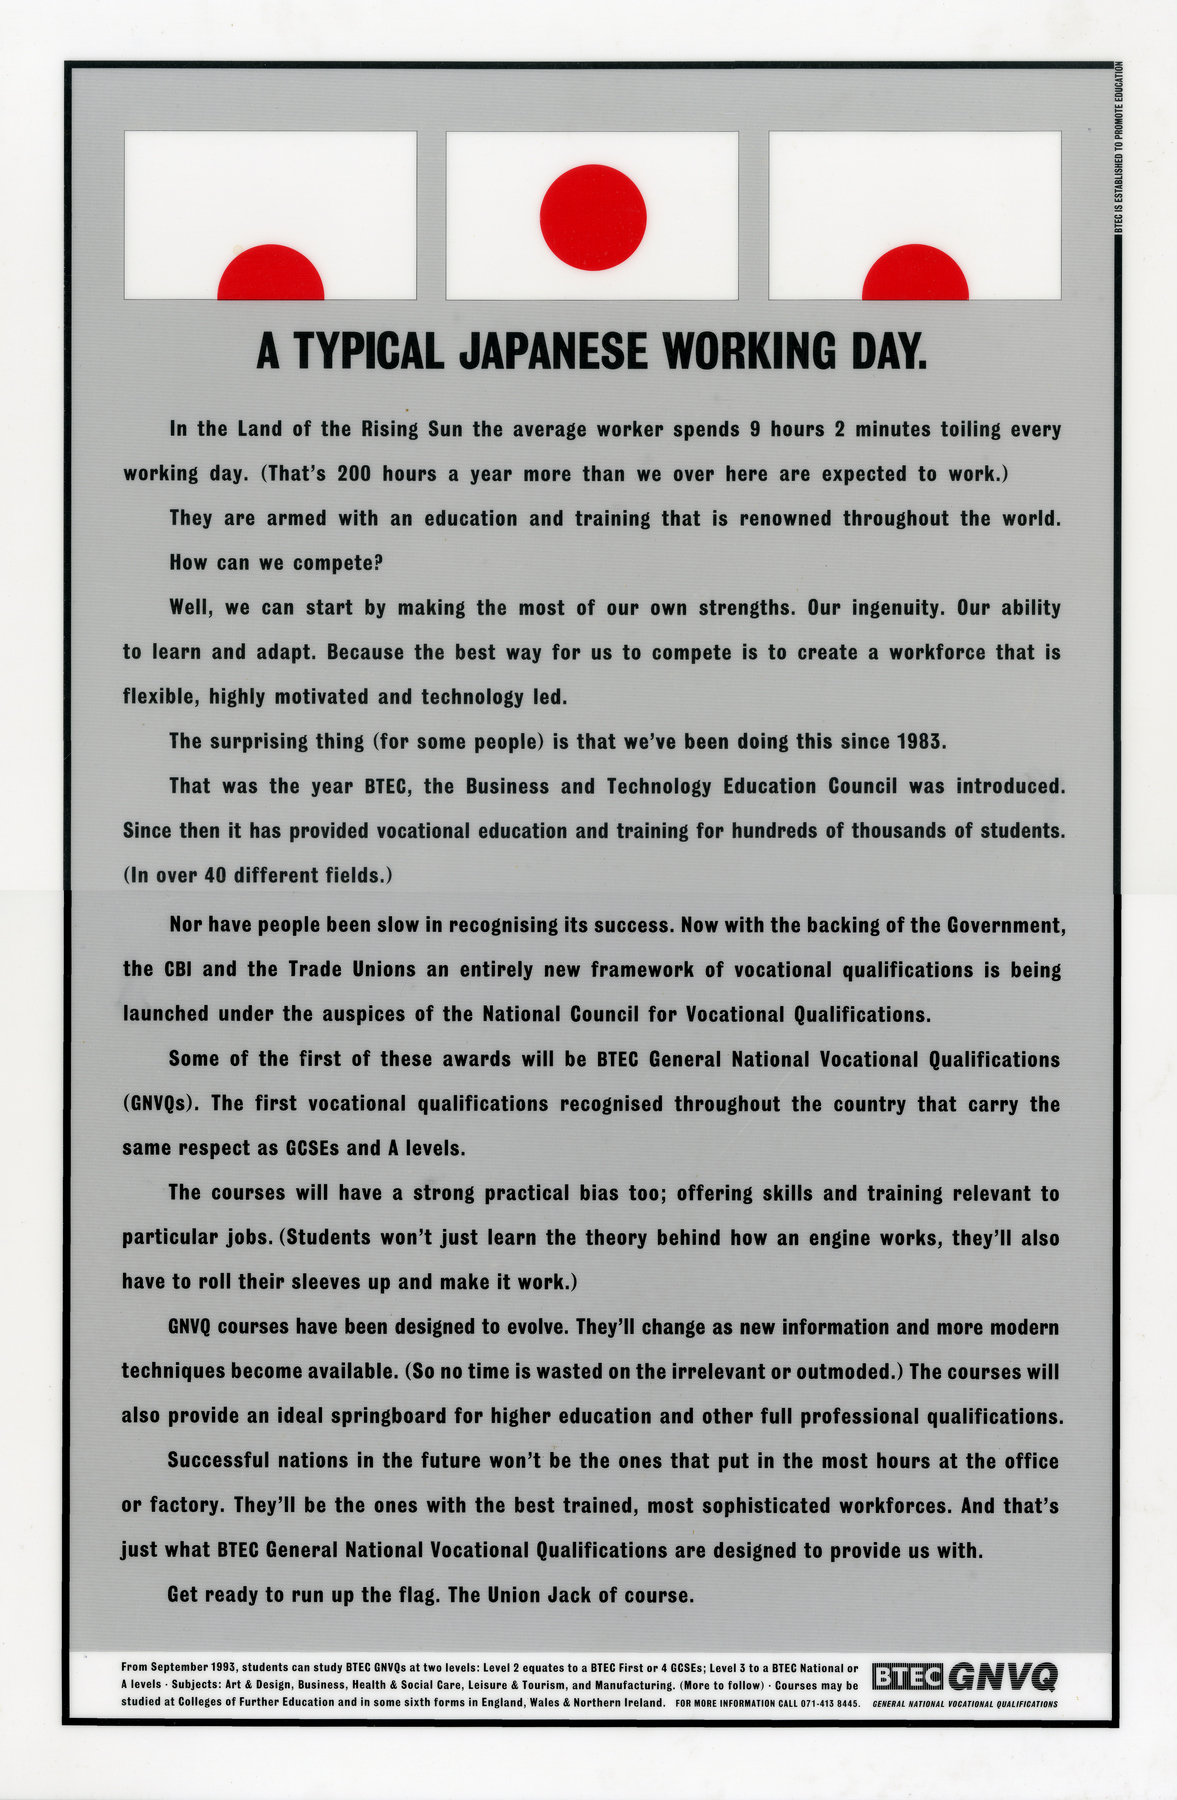 BTEC IS ESTABLISHED TO PROMOTE EDUCATION
A TYPICAL JAPANESE WORKING DAY.
In the Land of the Rising Sun the average worker spends 9 hours 2 minutes toiling every
working day. (That's 200 hours a year more than we over here are expected to work.)
They are armed with an education and training that is renowned throughout the world.
How can we compete?
Well, we can start by making the most of our own strengths. Our ingenuity. Our ability
to learn and adapt. Because the best way for us to compete is to create a workforce that is
flexible, highly motivated and technology led.
The surprising thing (for some people) is that we've been doing this since 1983.
That was the year BTEC, the Business and Technology Education Council was introduced.
Since then it has provided vocational education and training for hundreds of thousands of students.
(In over 40 different fields.)
Nor have people been slow in recognising its success. Now with the backing of the Government,
the CBI and the Trade Unions an entirely new framework of vocational qualifications is being
launched under the auspices of the National Council for Vocational Qualifications.
Some of the first of these awards will be BTEC General National Vocational Qualifications
(GNVQs). The first vocational qualifications recognised throughout the country that carry the
same respect as GCSEs and A levels.
The courses will have a strong practical bias too; offering skills and training relevant to
particular jobs. (Students won't just learn the theory behind how an engine works, they'll also
have to roll their sleeves up and make it work.)
GNVQ courses have been designed to evolve. They'll change as new information and more modern
techniques become available. (So no time is wasted on the irrelevant or outmoded.) The courses will
also provide an ideal springboard for higher education and other full professional qualifications.
Successful nations in the future won't be the ones that put in the most hours at the office
or factory. They'll be the ones with the best trained, most sophisticated workforces. And that's
just what BTEC General National Vocational Qualifications are designed to provide us with.
Get ready to run up the flag. The Union Jack of course.
From September 1993, students can study BTEC GNVQs at two levels: Level 2 equates to a BTEC First or 4 GCSEs; Level 3 to a BTEC National or
A levels · Subjects: Art & Design, Business, Health & Social Care, Leisure & Tourism, and Manufacturing. (More to follow) · Courses may be
studied at Colleges of Further Education and in some sixth forms in England, Wales & Northern Ireland. FOR MORE INFORMATION CALL 071-413 8445.
BTEC GNVQ
GENERAL NATIONAL VOCATIONAL QUALIFICATIONS